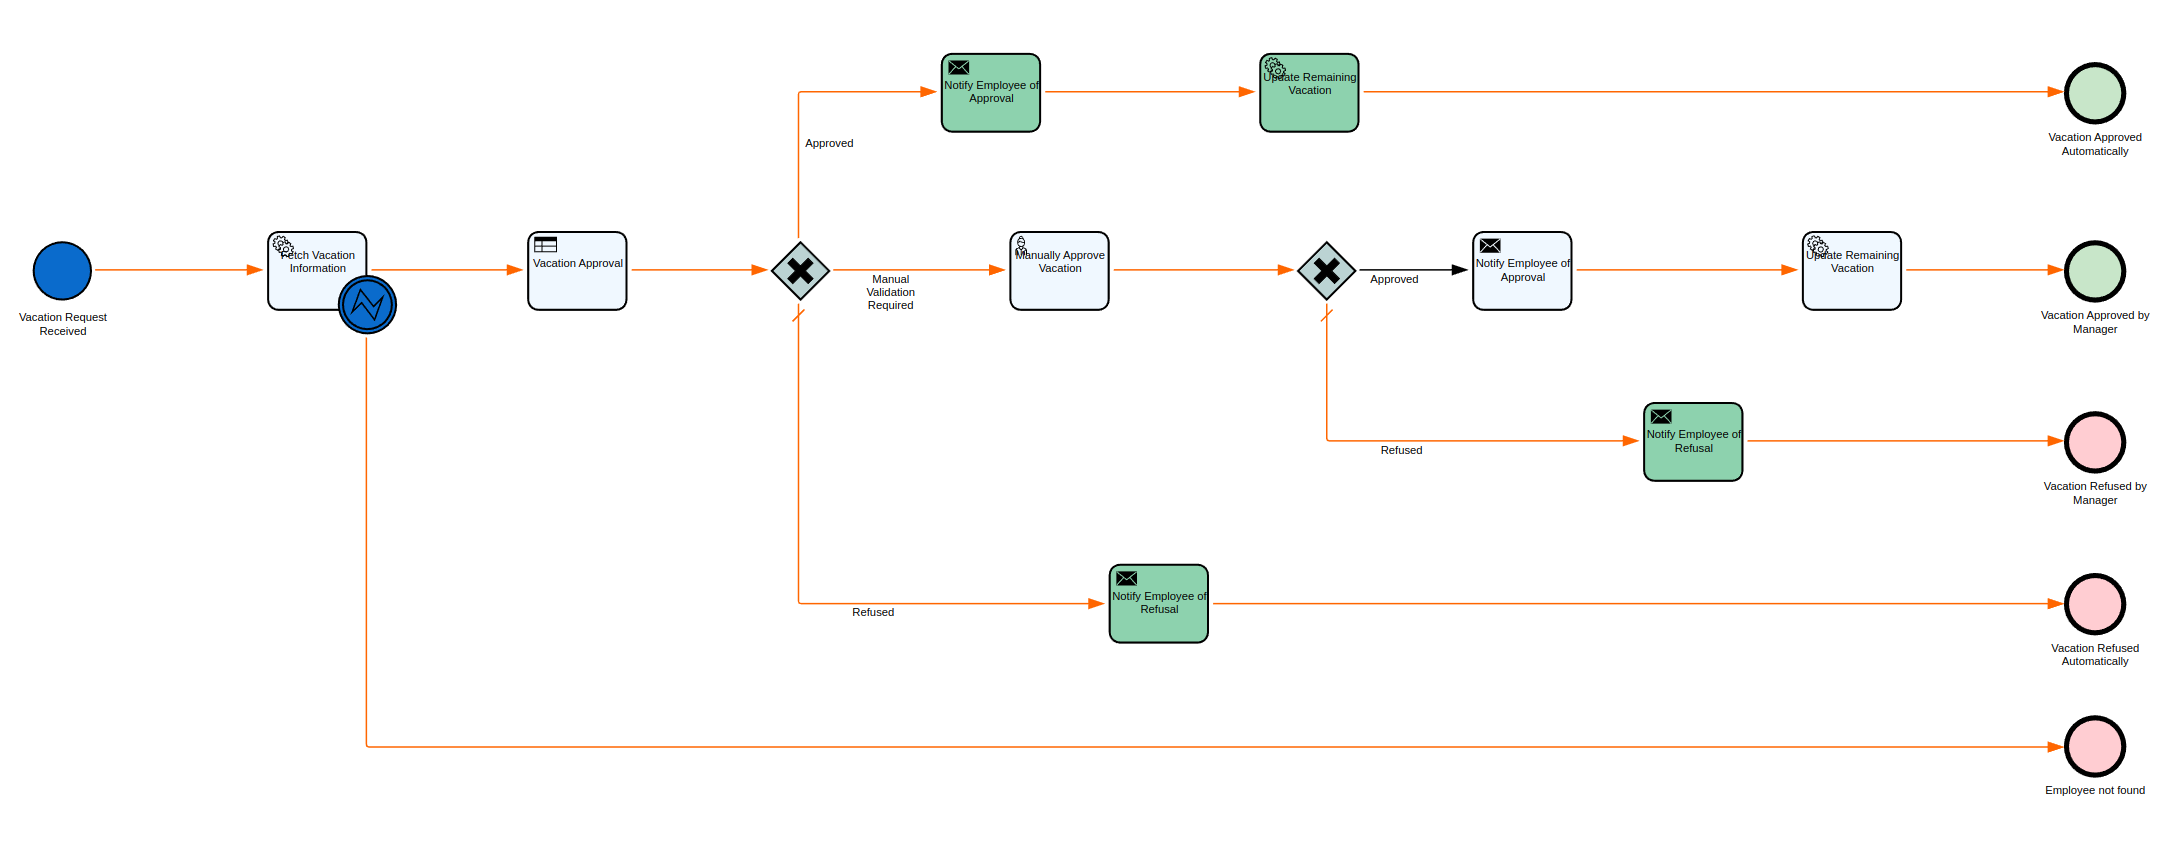 Notify Employee of
Approval
Update Remaining
Vacation
Vacation Approved
Automatically
Approved
Vacation Request
Received
Fetch Vacation
Information
Vacation Approval
Manual
Validation
Required
Manually Approve
Vacation
Approved
Notify Employee of
Approval
Update Remaining
Vacation
Vacation Approved by
Manager
Refused
Notify Employee of
Refusal
Vacation Refused by
Manager
Refused
Notify Employee of
Refusal
Vacation Refused
Automatically
Employee not found